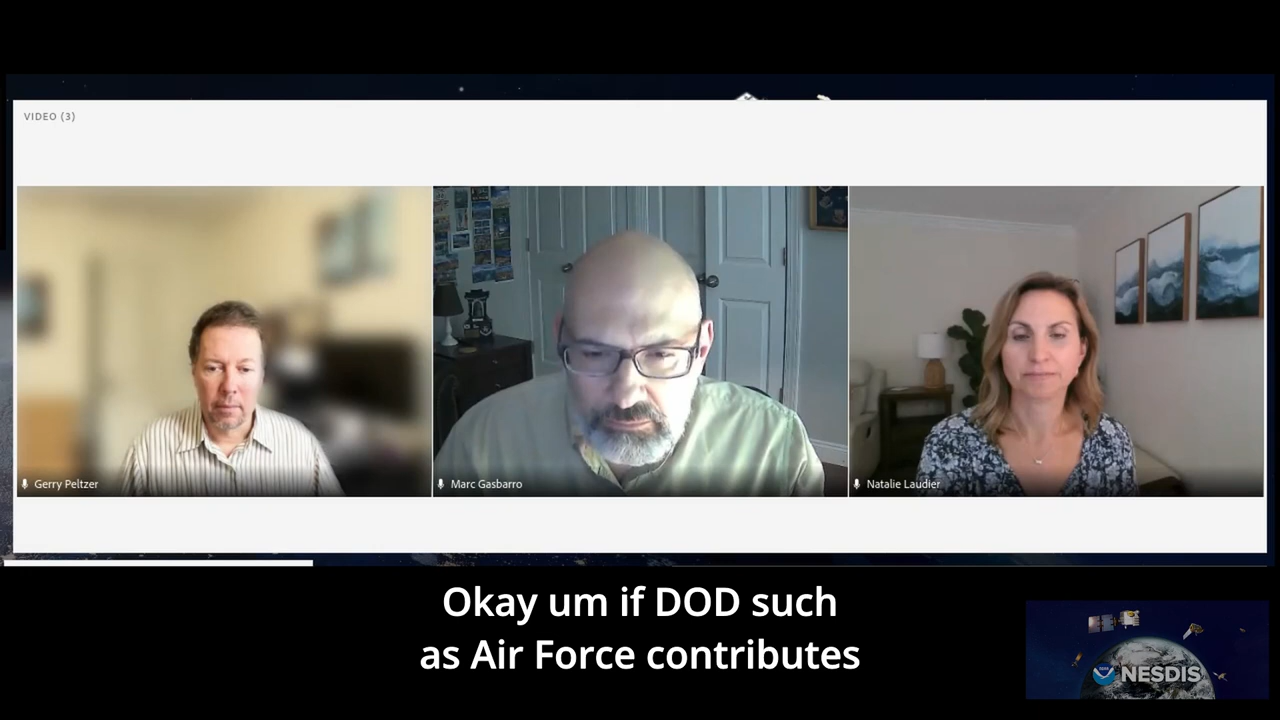 VIDEO (3)
Gerry Peltzer
Marc Gasbarro
Natalie Laudier
Okay um if DOD such
as Air Force contributes
NESDIS